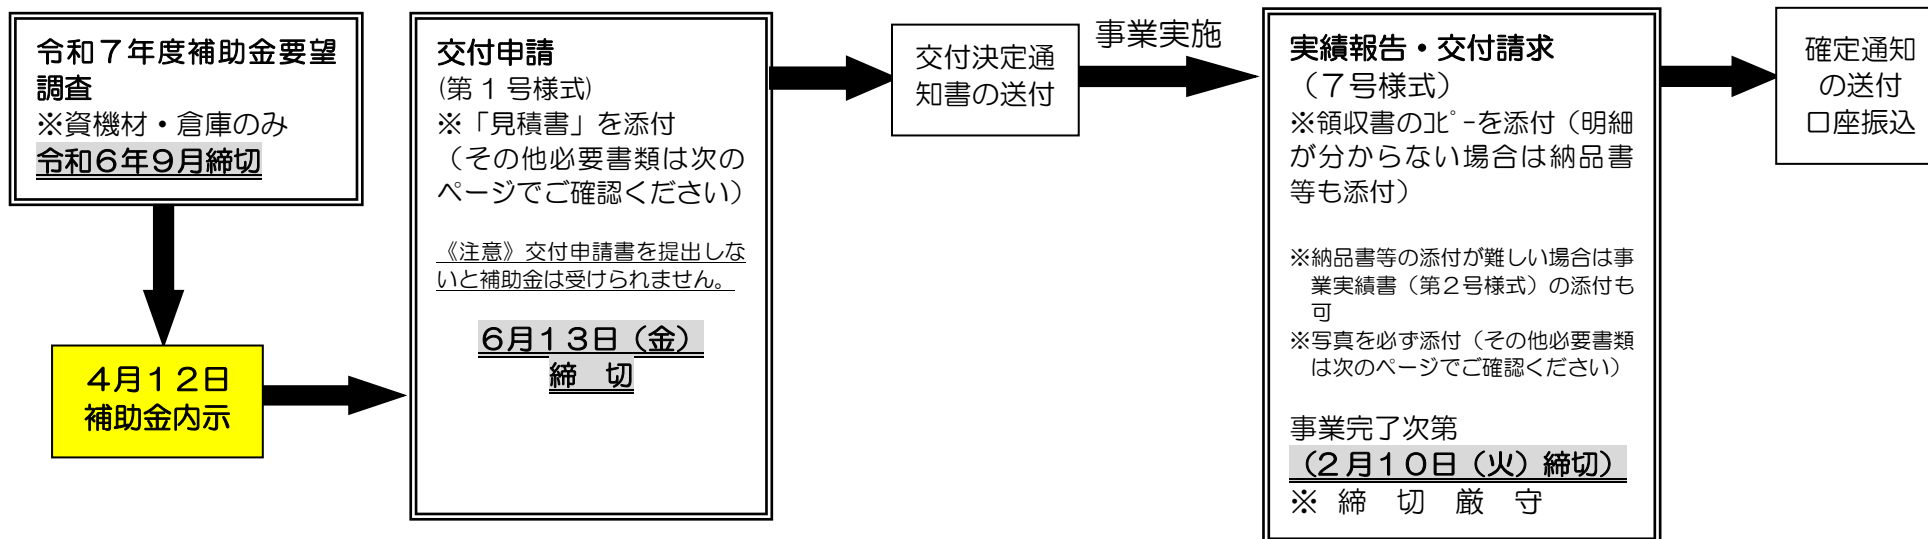 令和７年度補助金要望
調査
※資機材・倉庫のみ
令和６年９月締切
４月１２日
補助金内示
交付申請
(第１号様式)
※「見積書」を添付
（その他必要書類は次の
ページでご確認ください）
《注意》交付申請書を提出しな
いと補助金は受けられません。
６月１３日（金）
締　切
交付決定通
知書の送付
事業実施
実績報告・交付請求
（７号様式）
※領収書のｺﾋﾟｰを添付（明細
が分からない場合は納品書
等も添付）
※納品書等の添付が難しい場合は事
業実績書（第２号様式）の添付も
可
※写真を必ず添付（その他必要書類
は次のページでご確認ください）
事業完了次第
（２月１０日（火）締切）
※ 締 切 厳 守
確定通知
の送付
口座振込